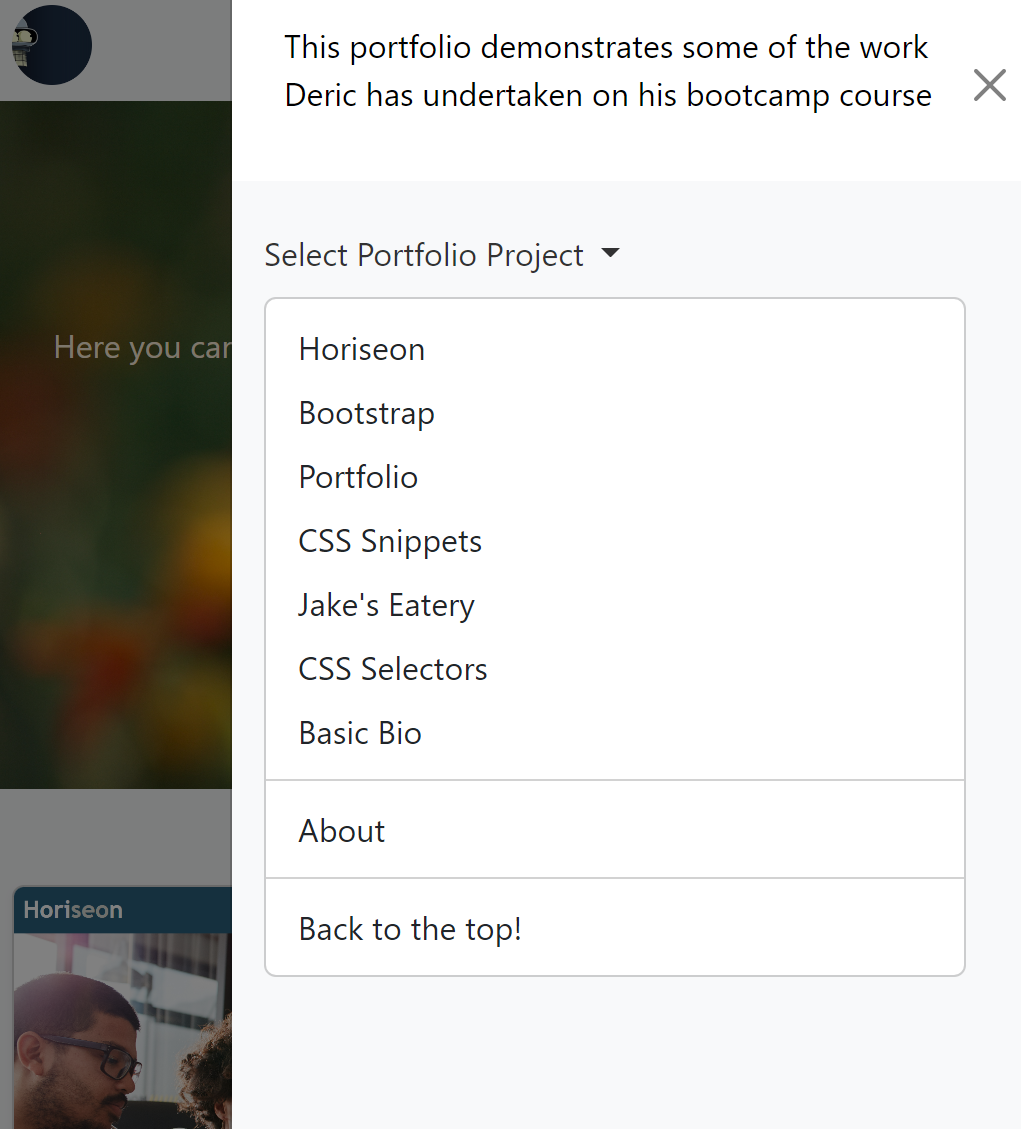 This portfolio demonstrates some of the work
Deric has undertaken on his bootcamp course
Select Portfolio Project
Horiseon
Bootstrap
Portfolio
CSS Snippets
Jake's Eatery
CSS Selectors
Basic Bio
About
Back to the top!
Here you can
Horiseon